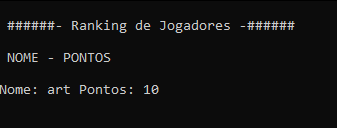 ######- Ranking de Jogadores -######
NOME - PONTOS
Nome: art Pontos: 10